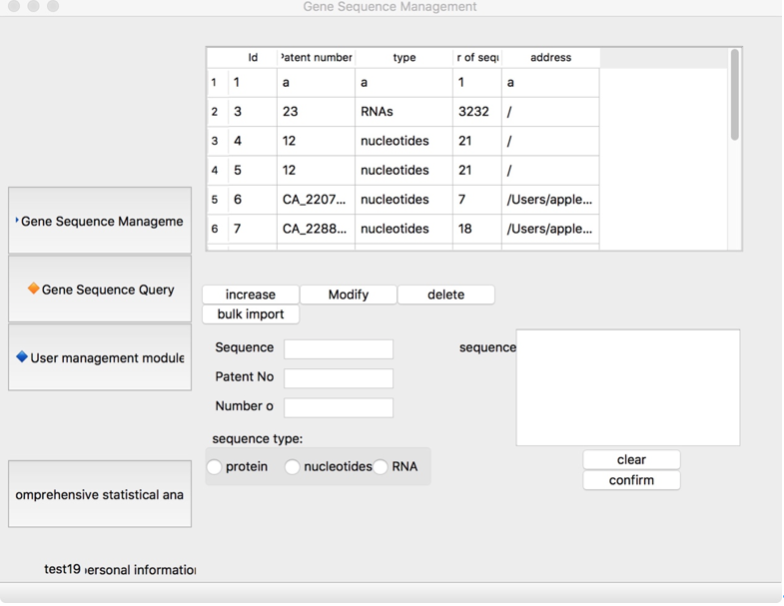 Gene Sequence Management
Id Patent number type r of sequ address
1 1 a a 1 a
2 3 23 RNAs 3232 /
3 4 12 nucleotides 21 /
4 5 12 nucleotides 21 /
5 6 CA_2207... nucleotides 7 /Users/apple...
6 7 CA_2288... nucleotides 18 /Users/apple...
Gene Sequence Manageme
Gene Sequence Query
User management module
omprehensive statistical ana
test19 ersonal information
increase Modify delete
bulk import
Sequence
Patent No
Number o
sequence type:
protein nucleotides RNA
sequence
clear
confirm